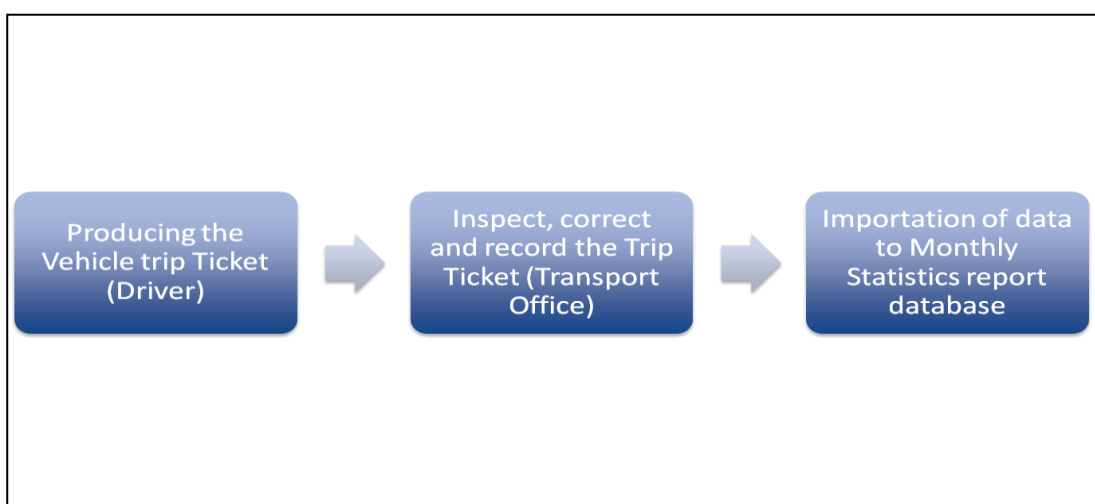 Producing the
Vehicle trip Ticket
(Driver)
Inspect, correct
and record the Trip
Ticket (Transport
Office)
Importation of data
to Monthly
Statistics report
database